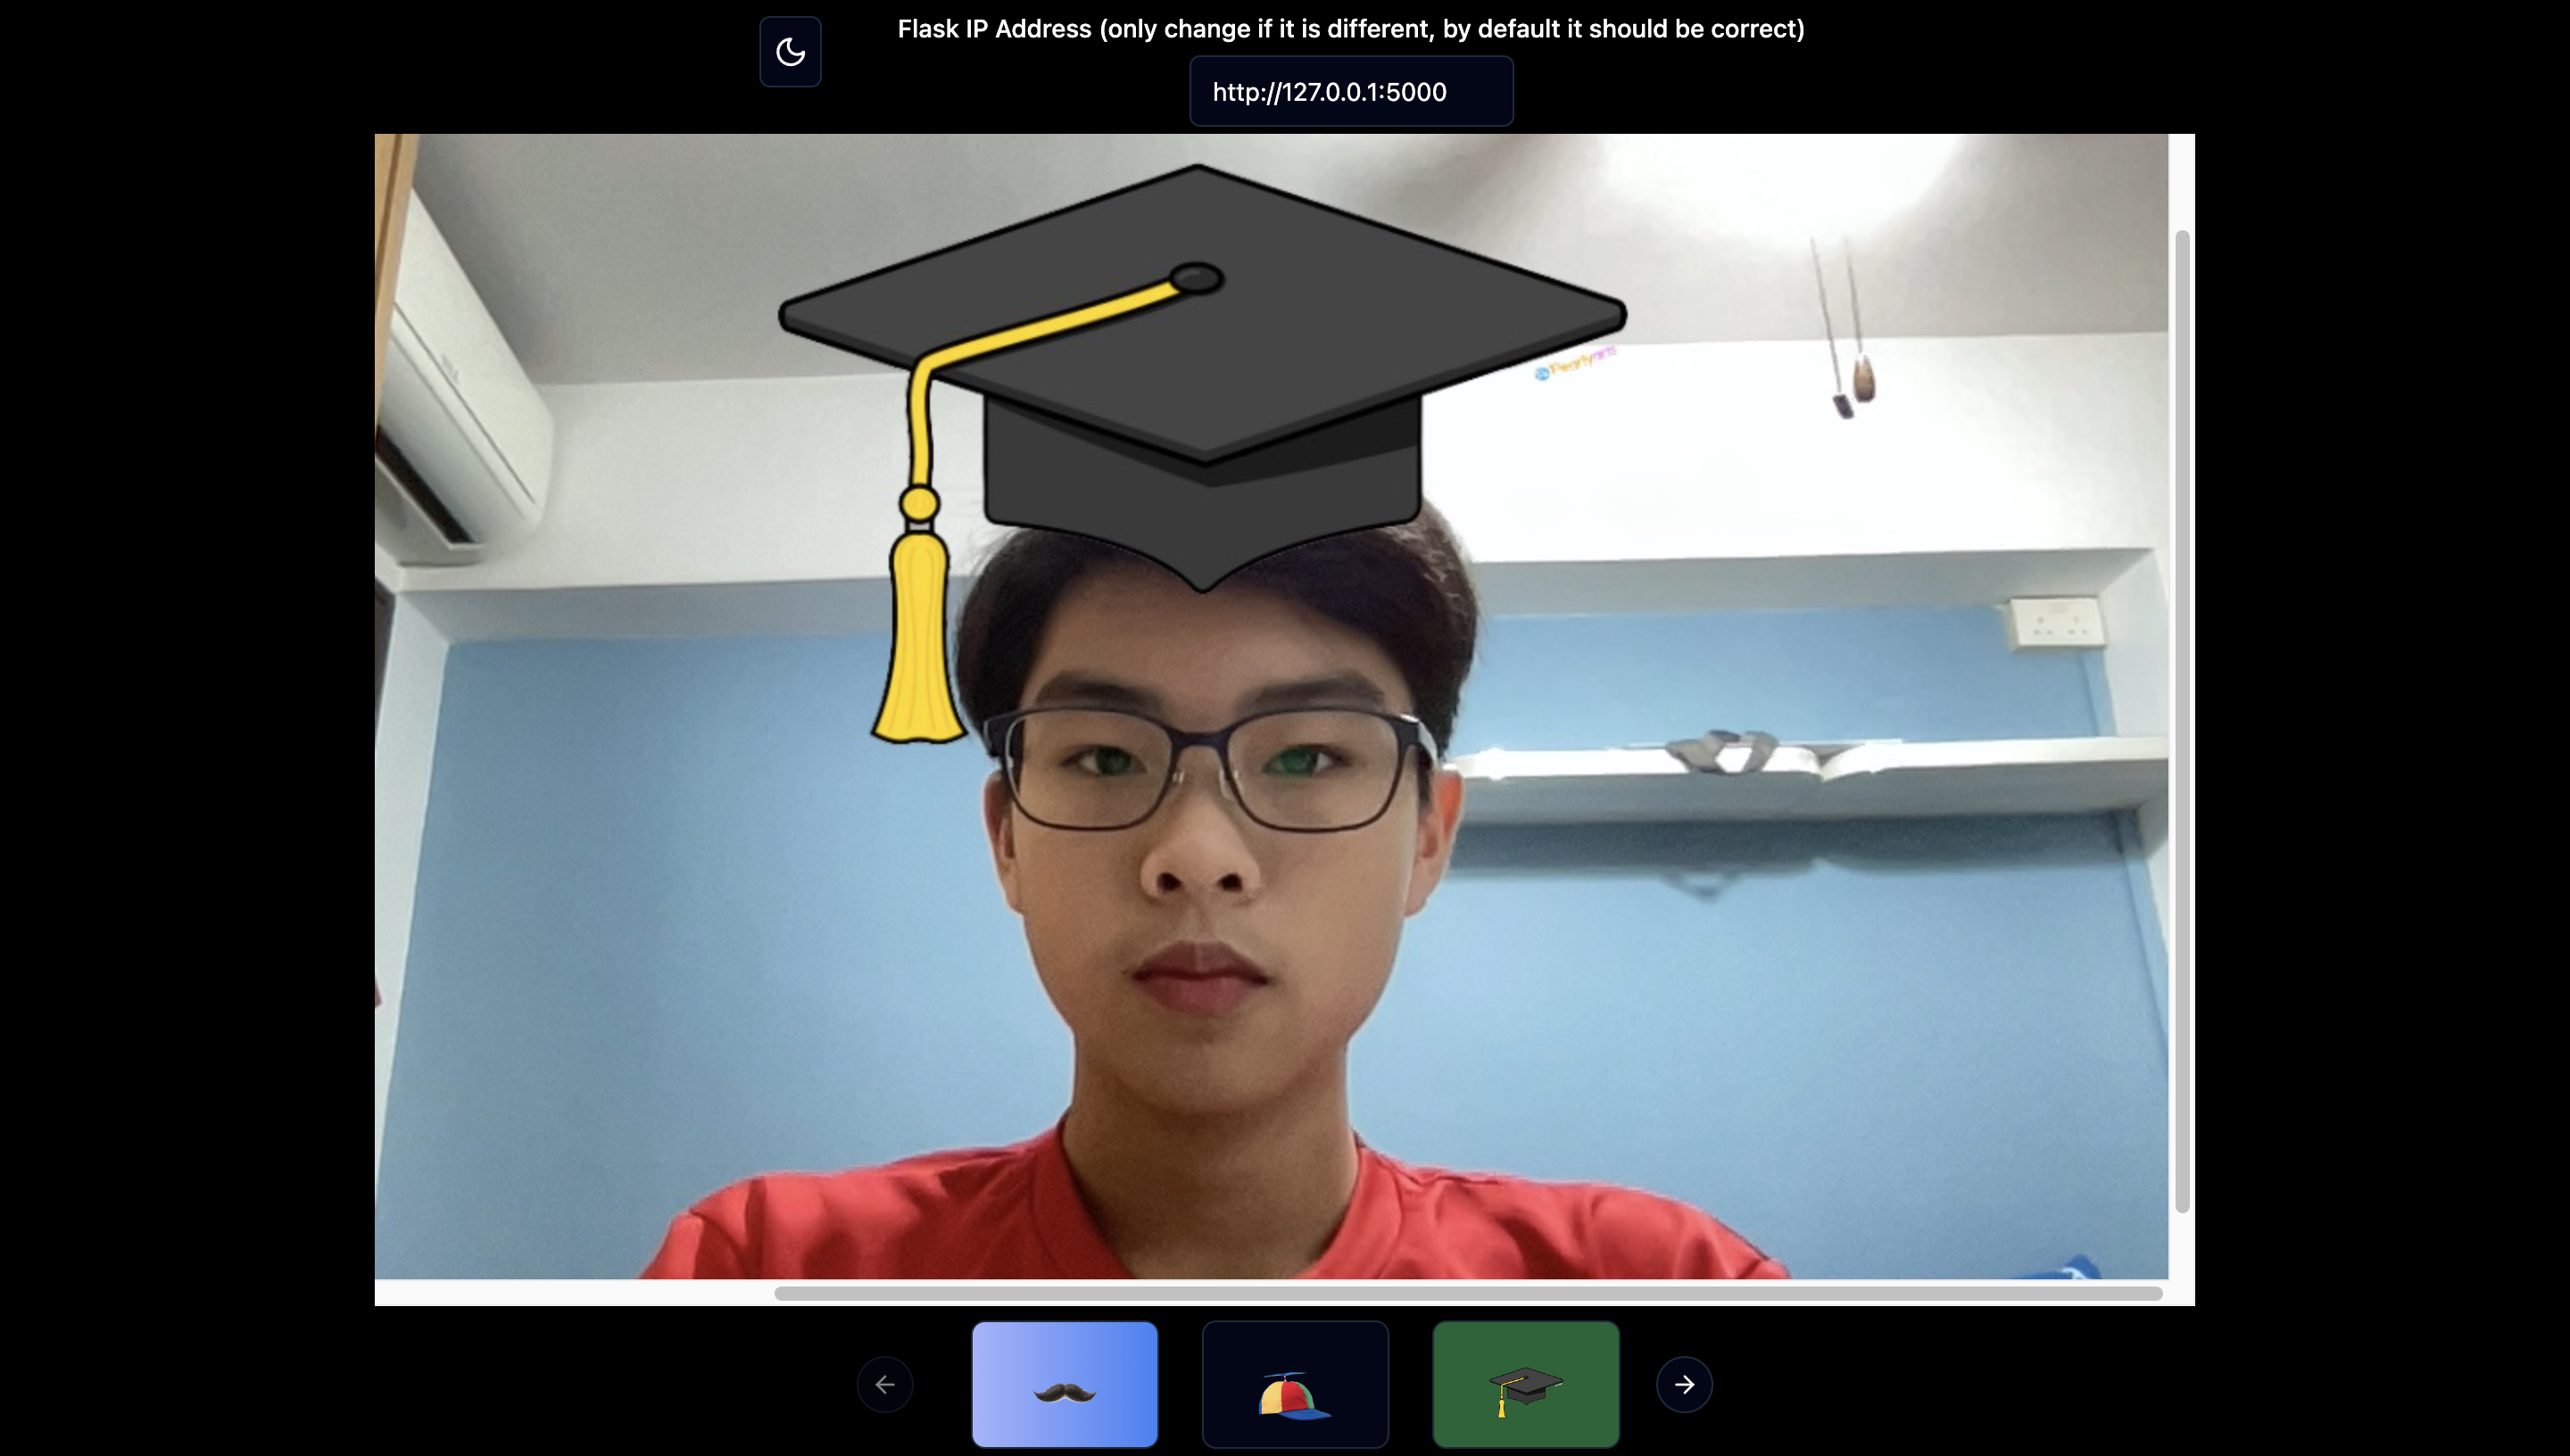 Flask IP Address (only change if it is different, by default it should be correct)
http://127.0.0.1:5000
Pearlyarts